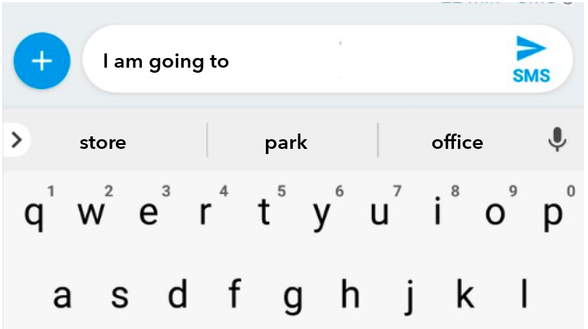 I am going to
SMS
store park office
1 2 3 4 5 6 7 8 9 0
q w e r t y u i o p
a s d f g h j k l